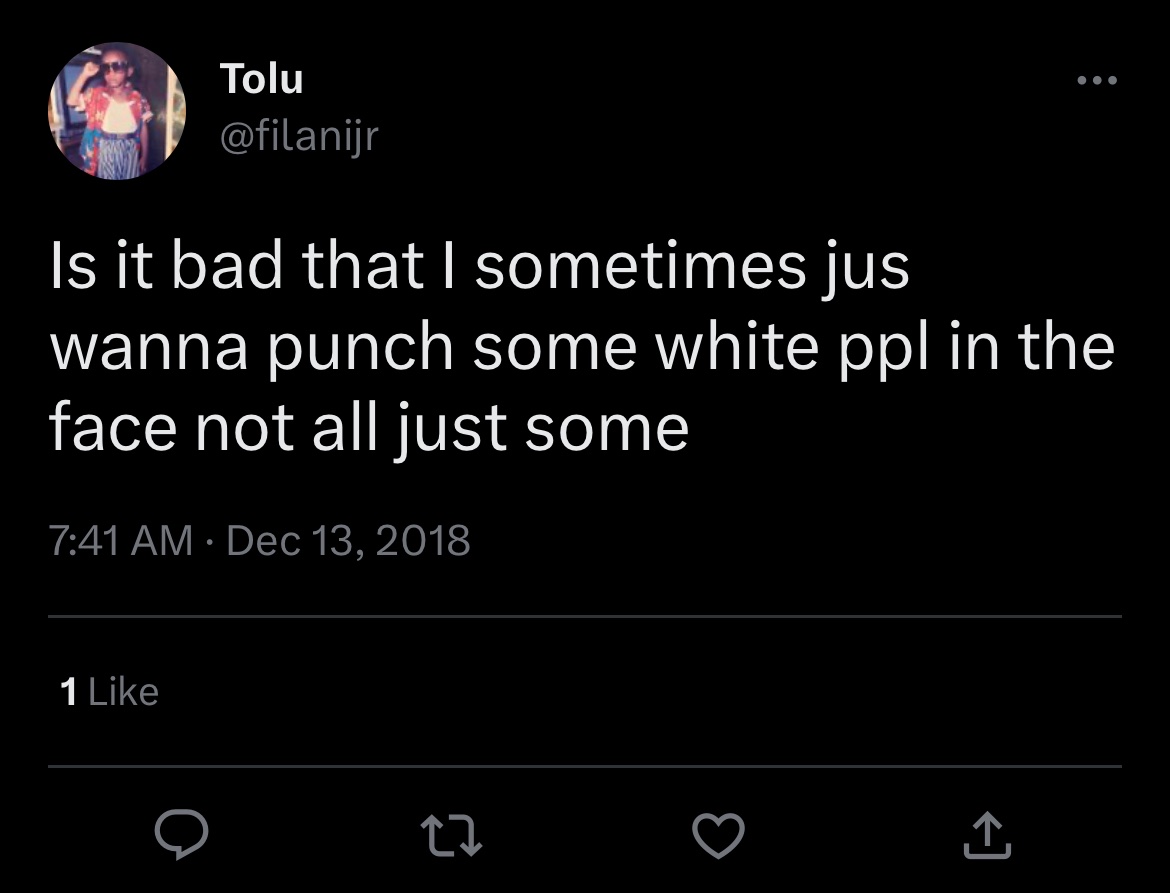 Tolu
@filanijr
Is it bad that I sometimes jus
wanna punch some white ppl in the
face not all just some
7:41 AM · Dec 13, 2018
1 Like